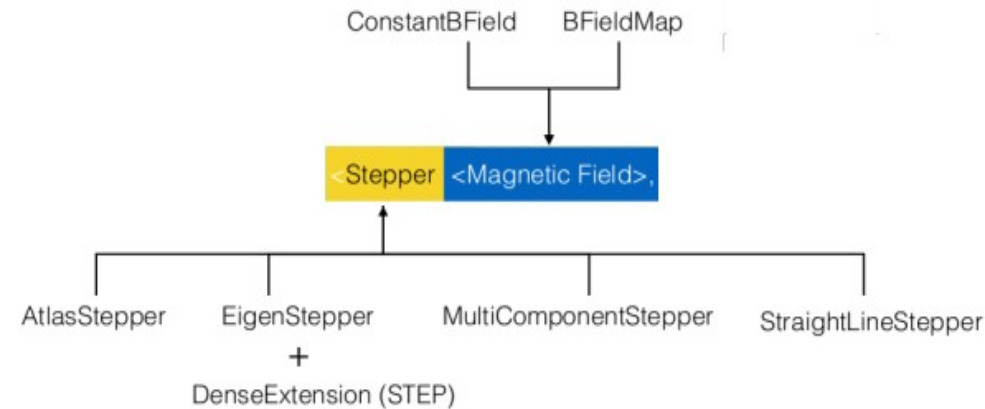 ConstantBField BFieldMap
<Stepper <Magnetic Field>,
AtlasStepper EigenStepper MultiComponentStepper StraightLineStepper
+
DenseExtension (STEP)